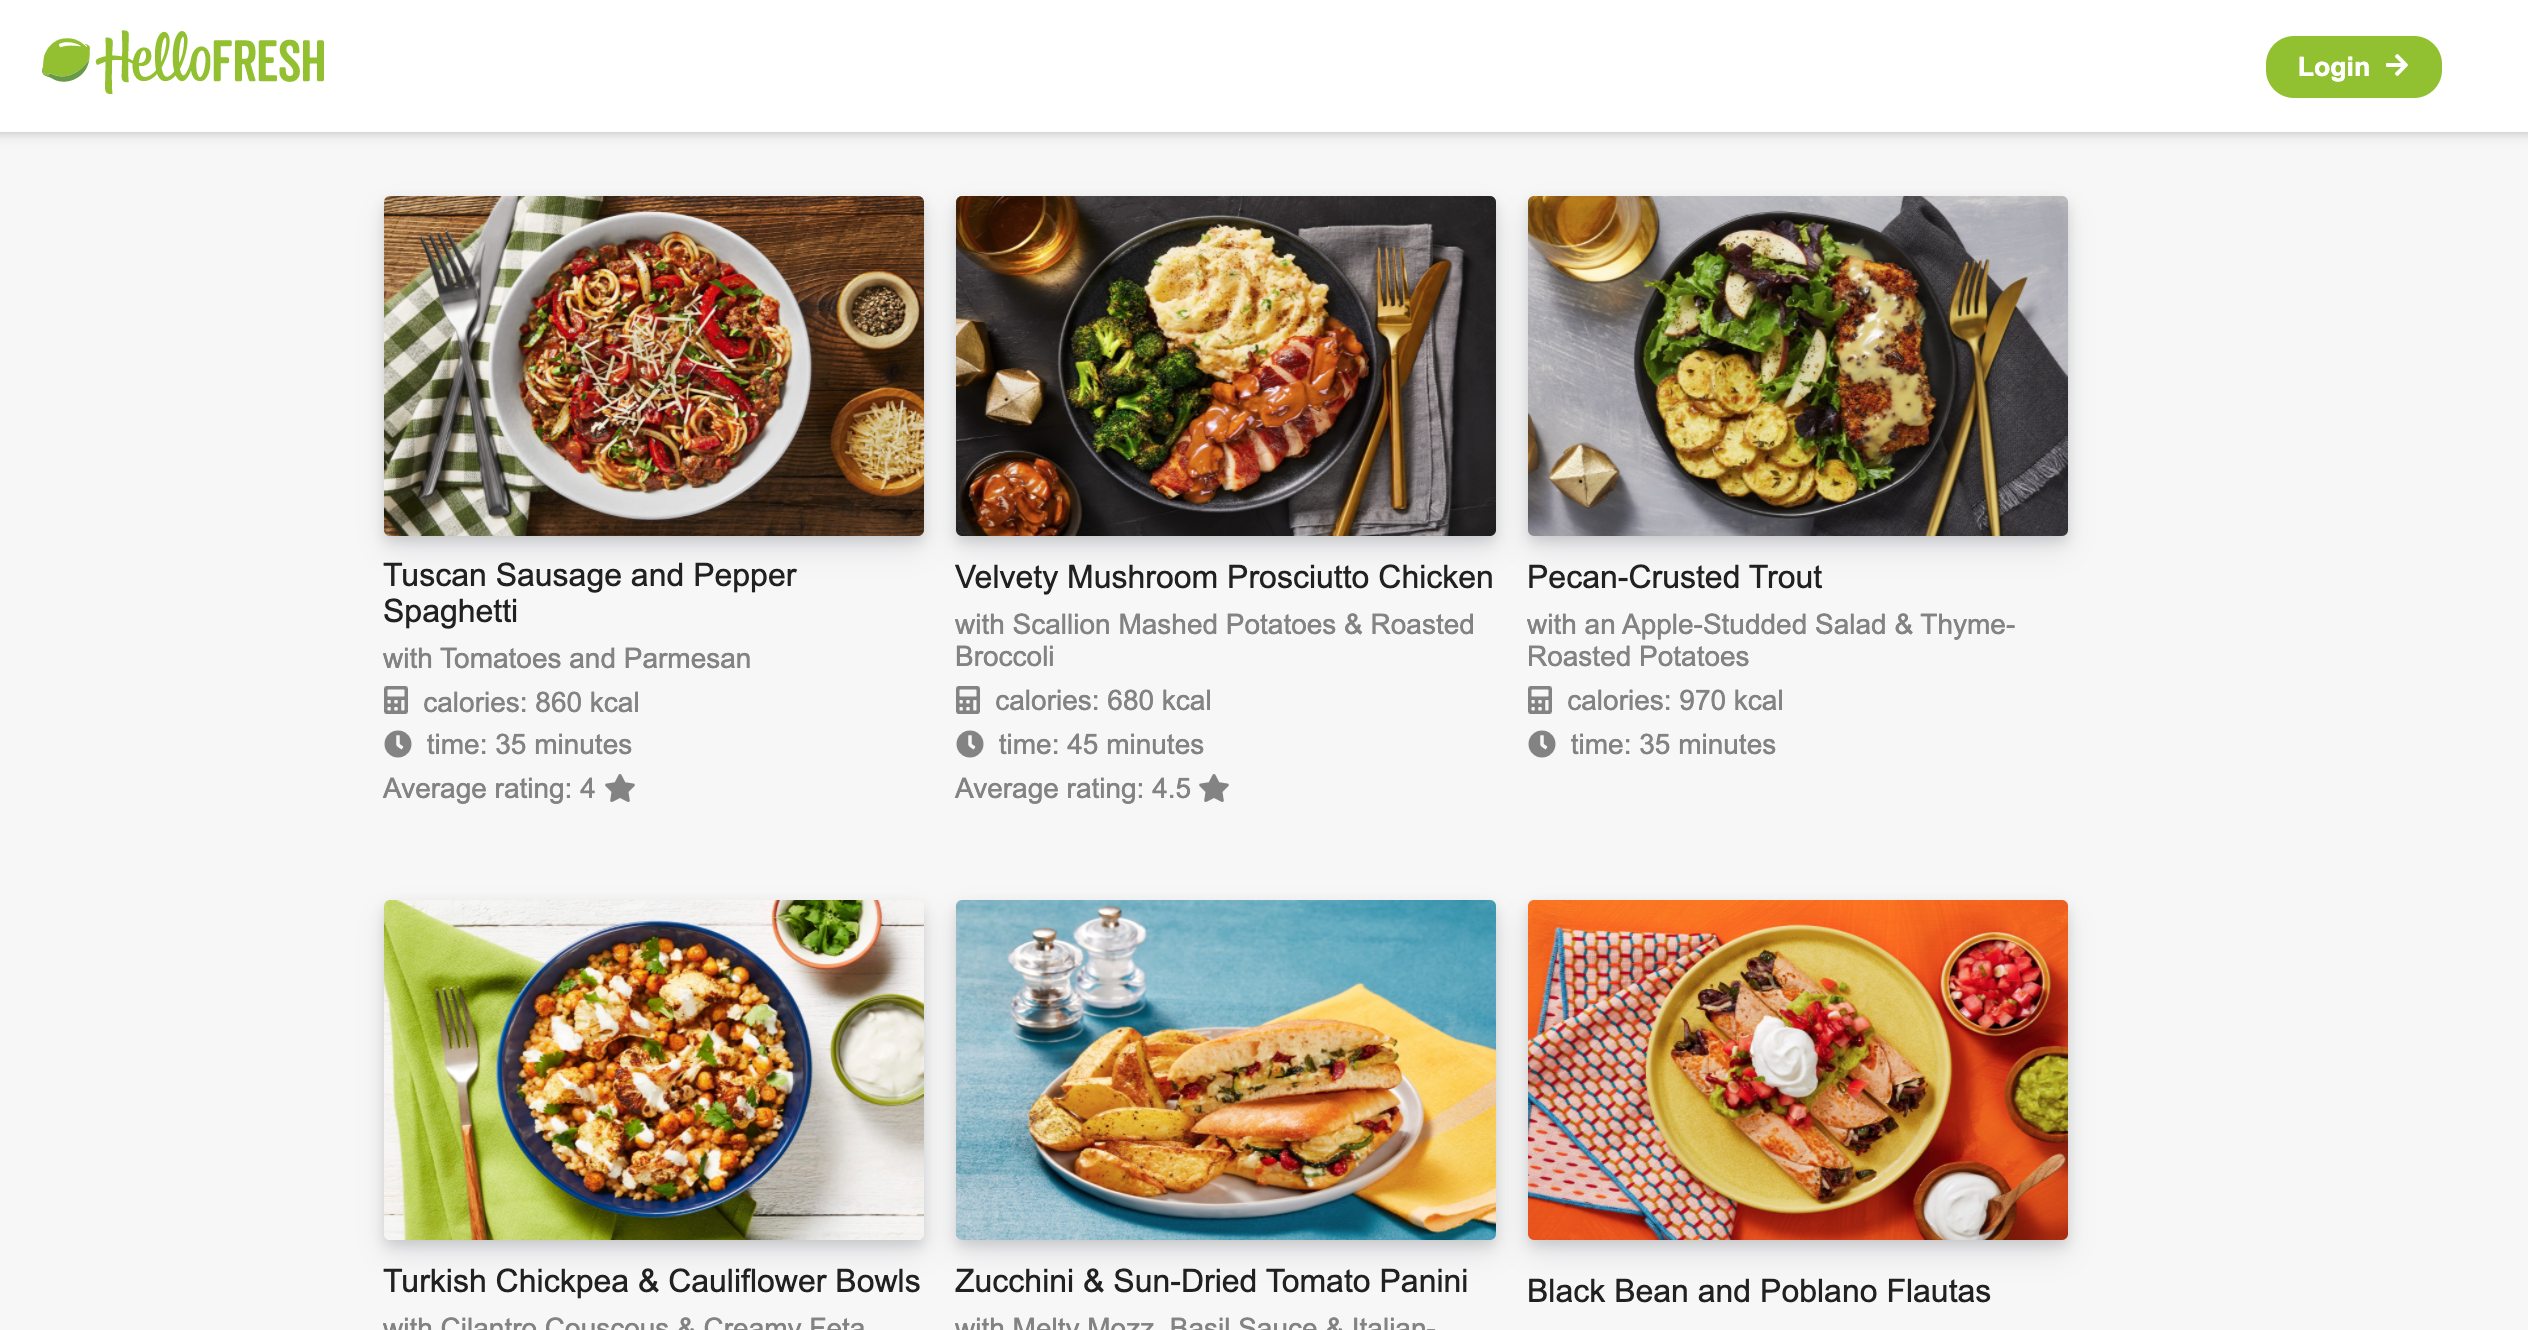 HelloFRESH
Login
Tuscan Sausage and Pepper
Spaghetti
with Tomatoes and Parmesan
calories: 860 kcal
time: 35 minutes
Average rating: 4
Velvety Mushroom Prosciutto Chicken
with Scallion Mashed Potatoes & Roasted
Broccoli
calories: 680 kcal
time: 45 minutes
Average rating: 4.5
Pecan-Crusted Trout
with an Apple-Studded Salad & Thyme-
Roasted Potatoes
calories: 970 kcal
time: 35 minutes
Turkish Chickpea & Cauliflower Bowls
with Cilantro Couscous & Creamy Feta
Zucchini & Sun-Dried Tomato Panini
with Melty Mozz, Basil Sauce & Italian-
Black Bean and Poblano Flautas